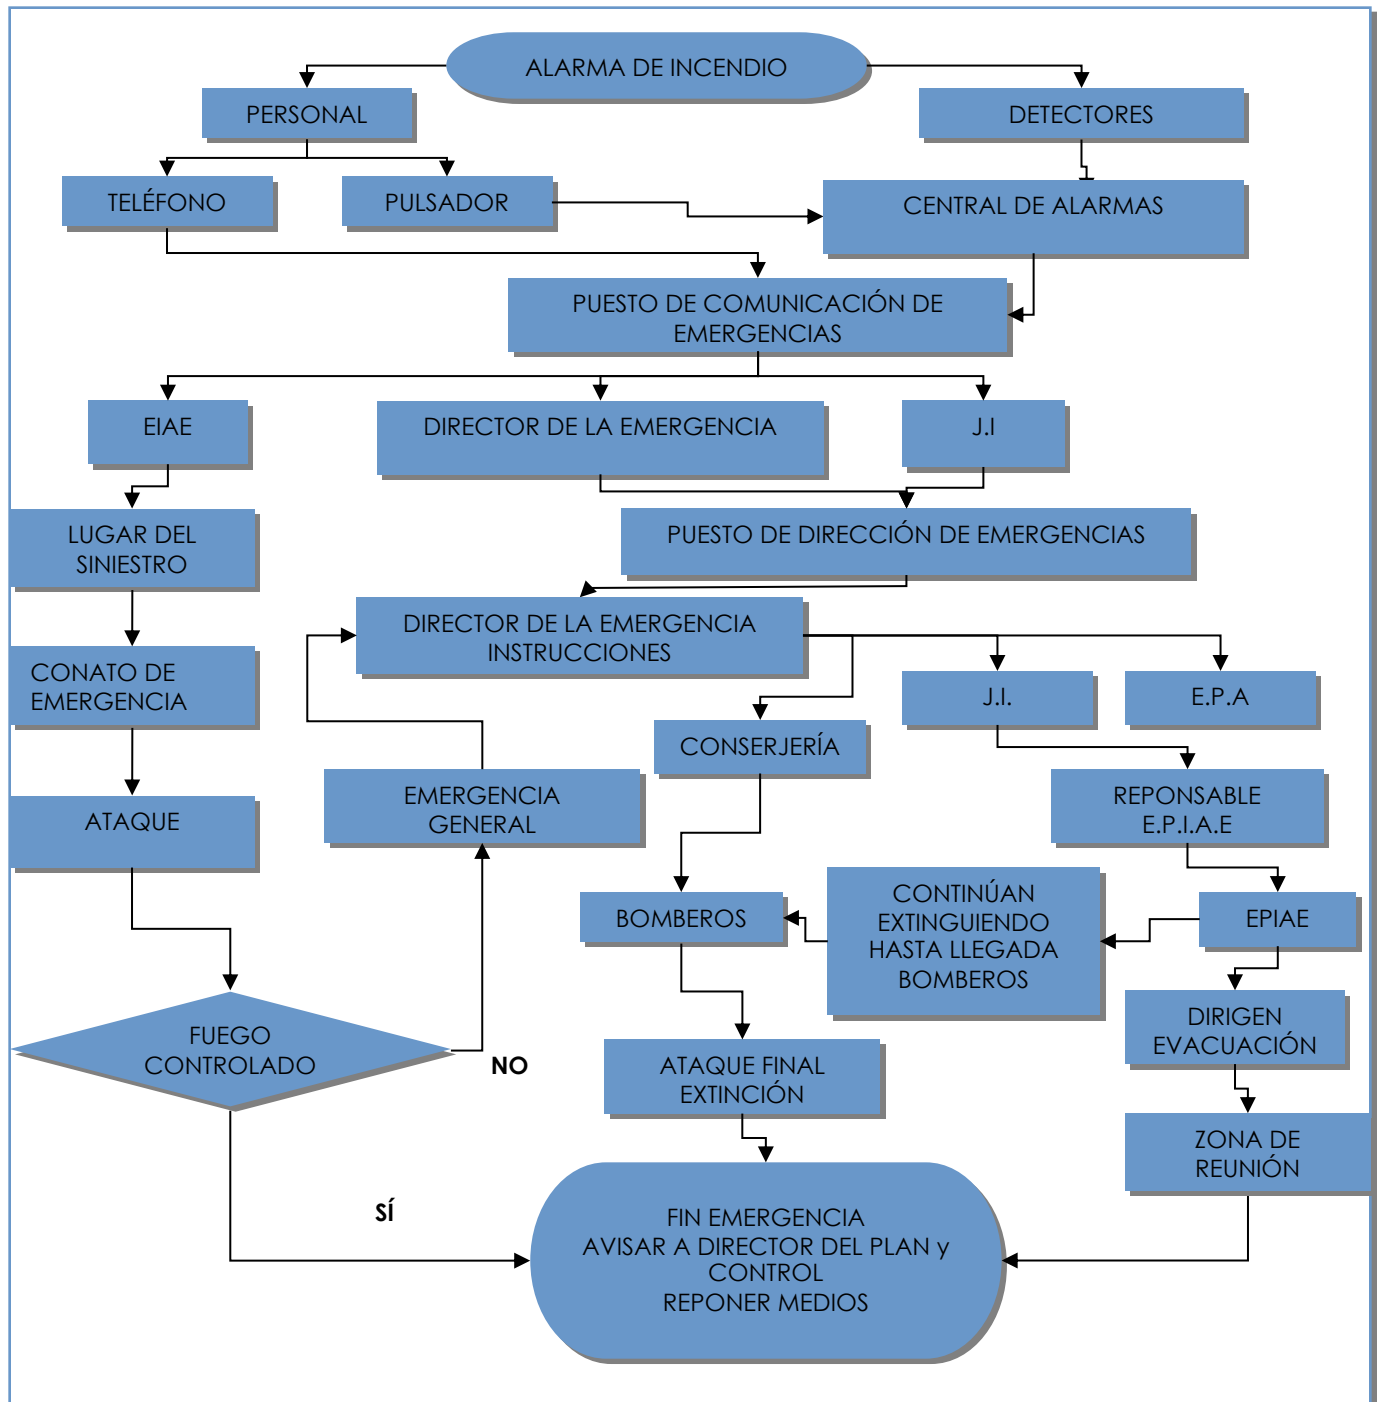 ALARMA DE INCENDIO
PERSONAL
DETECTORES
TELÉFONO
PULSADOR
CENTRAL DE ALARMAS
PUESTO DE COMUNICACIÓN DE
EMERGENCIAS
EIAE
DIRECTOR DE LA EMERGENCIA
J.I
LUGAR DEL
SINIESTRO
PUESTO DE DIRECCIÓN DE EMERGENCIAS
DIRECTOR DE LA EMERGENCIA
INSTRUCCIONES
CONATO DE
EMERGENCIA
J.I.
E.P.A
CONSERJERÍA
EMERGENCIA
GENERAL
REPONSABLE
E.P.I.A.E
ATAQUE
BOMBEROS
CONTINÚAN
EXTINGUIENDO
HASTA LLEGADA
BOMBEROS
EPIAE
FUEGO
CONTROLADO
NO
DIRIGEN
EVACUACIÓN
ATAQUE FINAL
EXTINCIÓN
ZONA DE
REUNIÓN
SÍ
FIN EMERGENCIA
AVISAR A DIRECTOR DEL PLAN y
CONTROL
REPONER MEDIOS